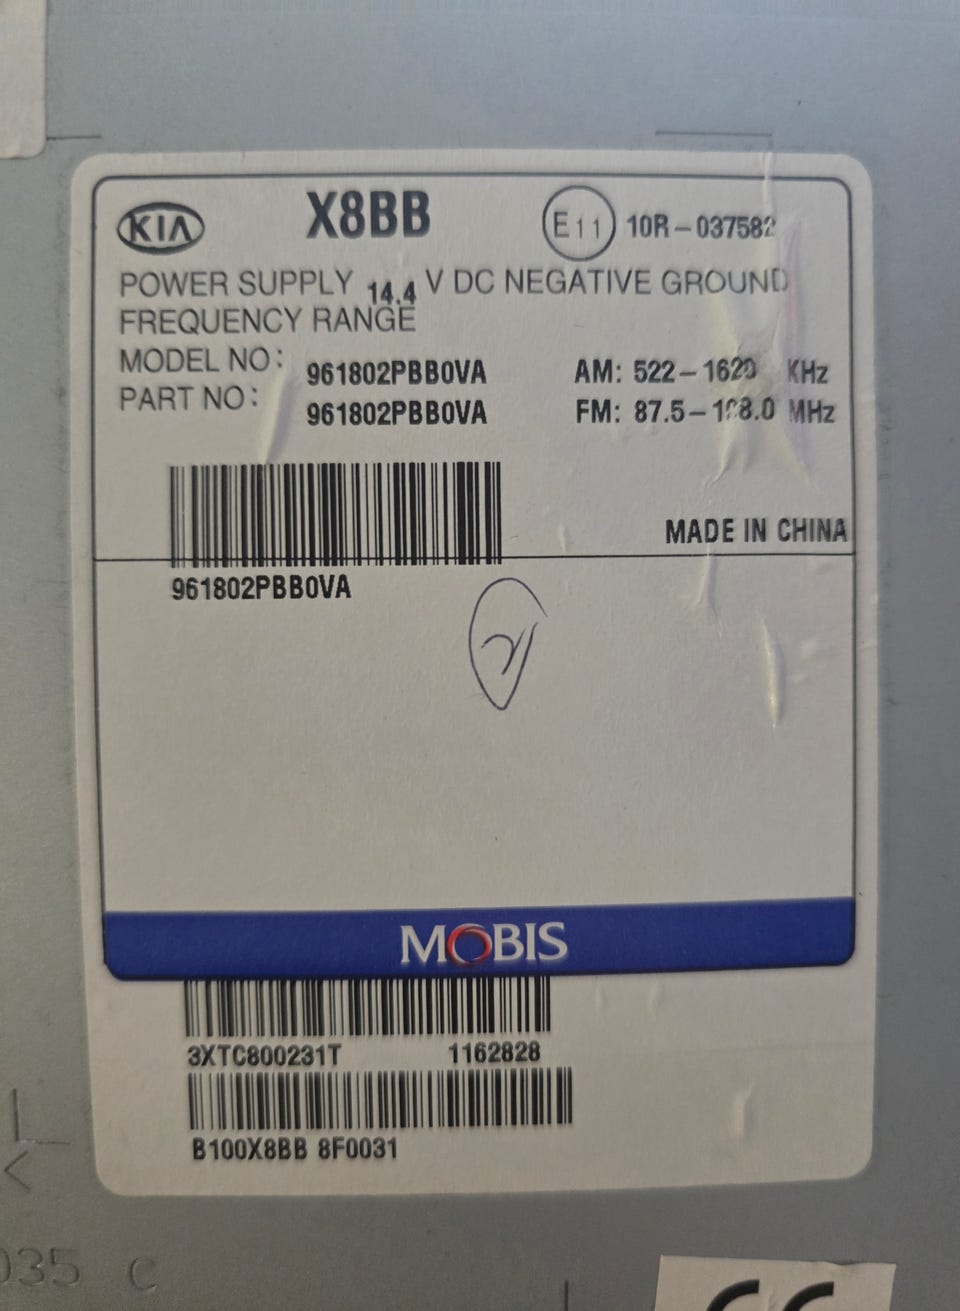 KIA X8BB E11 10R-037582
POWER SUPPLY 14.4 V DC NEGATIVE GROUND
FREQUENCY RANGE
MODEL NO: 961802PBB0VA AM: 522-1620 KHz
PART NO: 961802PBB0VA FM: 87.5-108.0 MHz
MADE IN CHINA
961802PBB0VA
MOBIS
3XTC800231T 1162828
B100X8BB 8F0031
035 C
CE